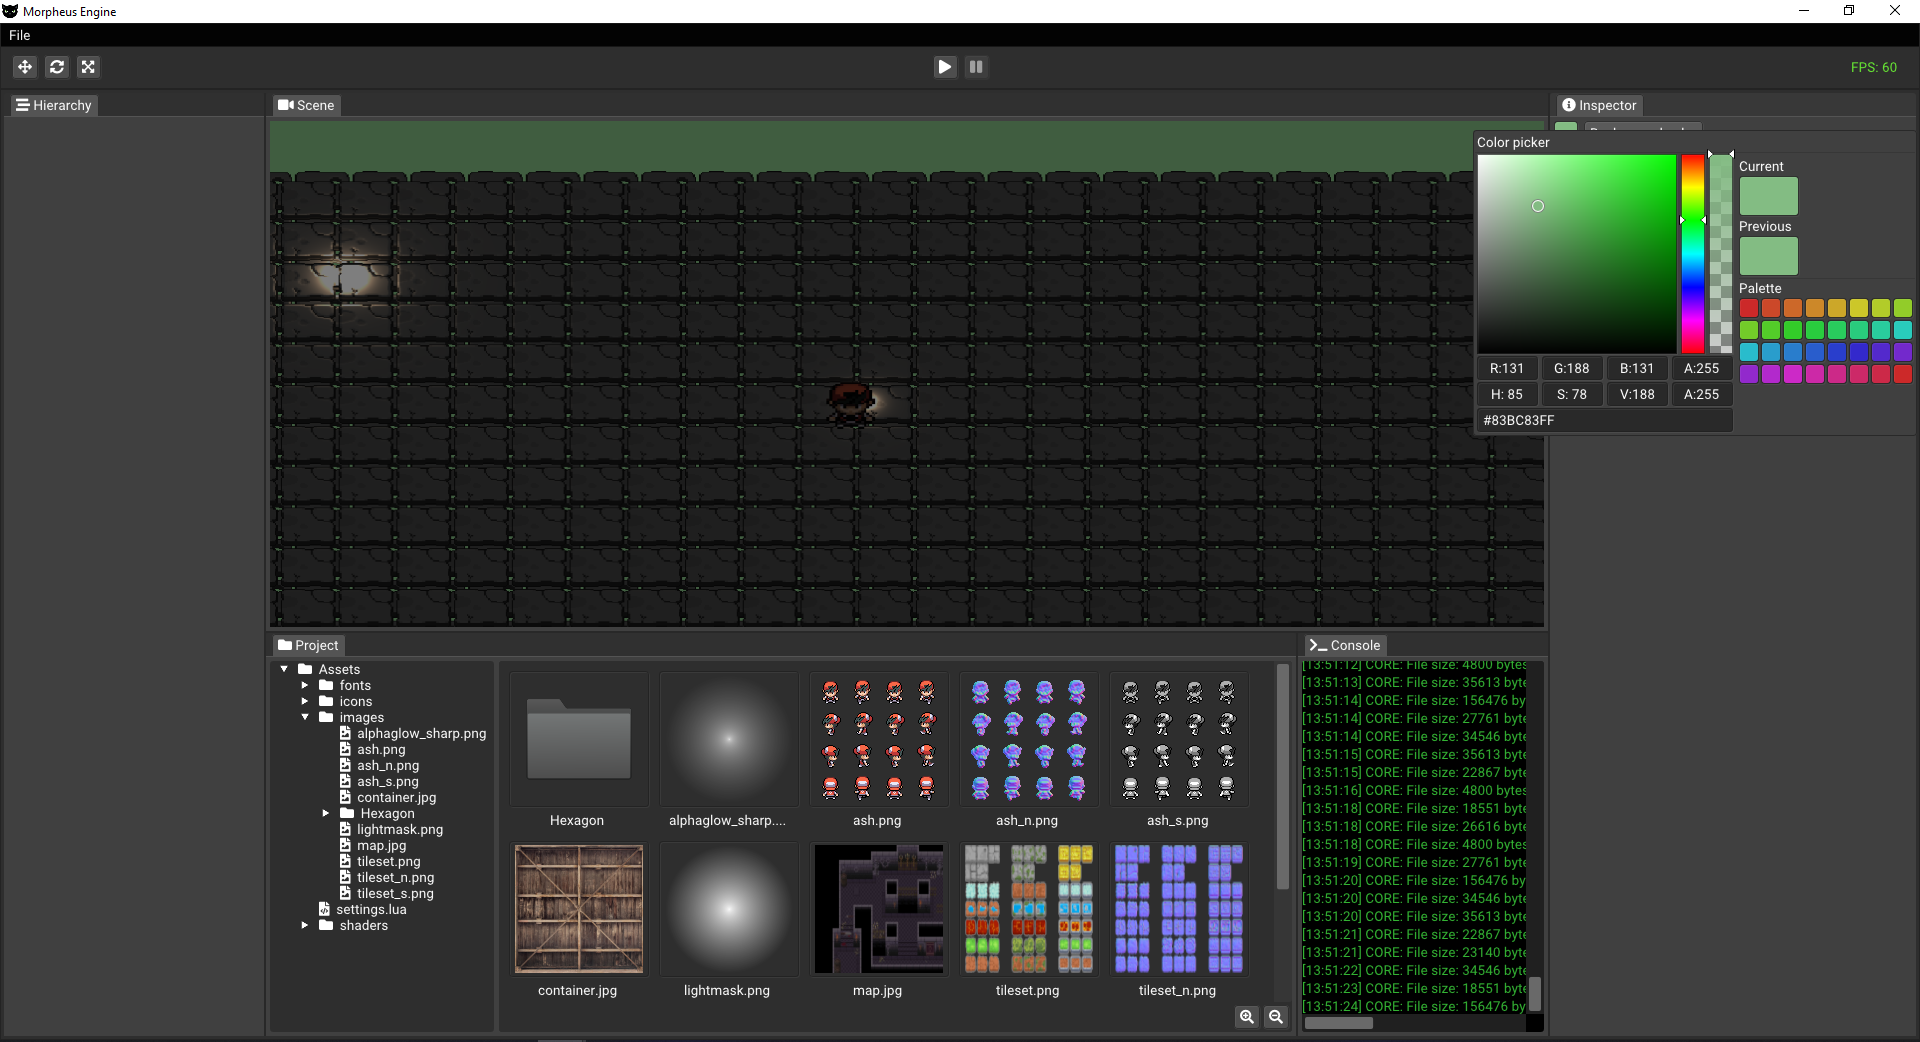 Morpheus Engine
File
FPS: 60
Hierarchy
Scene
Inspector
Color picker
Current
Previous
Palette
R:131 G:188 B:131 A:255
H: 85 S: 78 V:188 A:255
#83BC83FF
Project
Assets
fonts
icons
images
alphaglow_sharp.png
ash.png
ash_n.png
ash_s.png
container.jpg
Hexagon
lightmask.png
map.jpg
tileset.png
tileset_n.png
tileset_s.png
settings.lua
shaders
Hexagon alphaglow_sharp.... ash.png ash_n.png ash_s.png
container.jpg lightmask.png map.jpg tileset.png tileset_n.png
Console
[13:51:12] CORE: File size: 4800 bytes
[13:51:13] CORE: File size: 35613 byte
[13:51:14] CORE: File size: 156476 by
[13:51:14] CORE: File size: 27761 byte
[13:51:14] CORE: File size: 34546 byte
[13:51:15] CORE: File size: 35613 byte
[13:51:15] CORE: File size: 22867 byte
[13:51:16] CORE: File size: 4800 bytes
[13:51:18] CORE: File size: 18551 byte
[13:51:18] CORE: File size: 26616 byte
[13:51:18] CORE: File size: 4800 bytes
[13:51:19] CORE: File size: 27761 byte
[13:51:20] CORE: File size: 156476 by
[13:51:20] CORE: File size: 34546 byte
[13:51:20] CORE: File size: 35613 byte
[13:51:21] CORE: File size: 22867 byte
[13:51:21] CORE: File size: 23140 byte
[13:51:22] CORE: File size: 34546 byte
[13:51:23] CORE: File size: 18551 byte
[13:51:24] CORE: File size: 156476 by